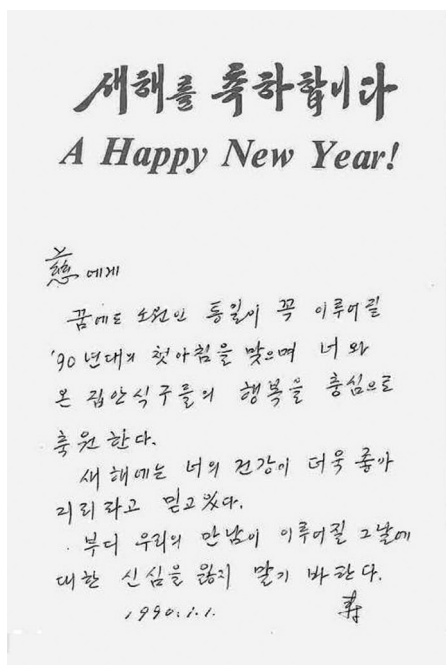 새해를 축하합니다
A Happy New Year!
慈에게
꿈에도 소원인 통일이 꼭 이루어질
'90년대의 첫아침을 맞으며 너와
온 집안식구들의 행복을 충심으로
축원한다.
새해에는 너의 건강이 더욱 좋아
지리라고 믿고있다.
부디 우리의 만남이 이루어질 그날에
대한 신심을 잃지 말기 바란다.
1990.1.1. 寿